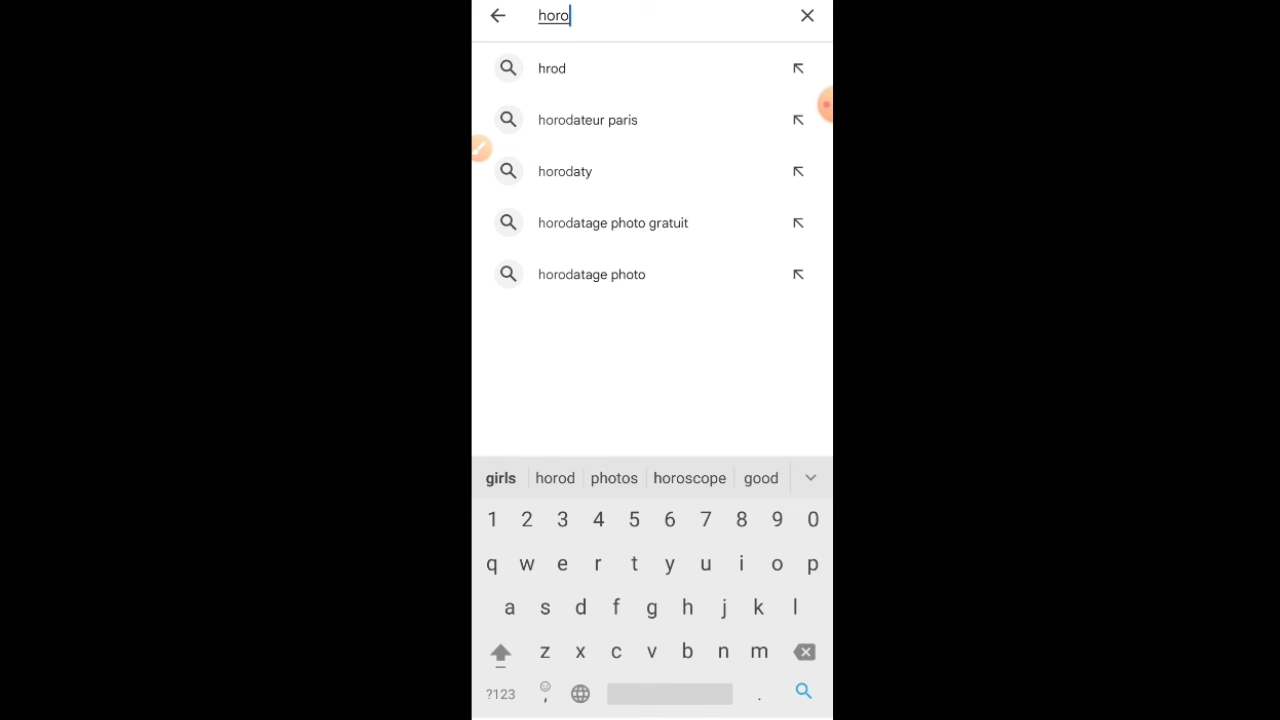 horo
hrod
horodateur paris
horodaty
horodatage photo gratuit
horodatage photo
girls horod photos horoscope good
1 2 3 4 5 6 7 8 9 0
q w e r t y u i o p
a s d f g h j k l
z x c v b n m
?123 , .